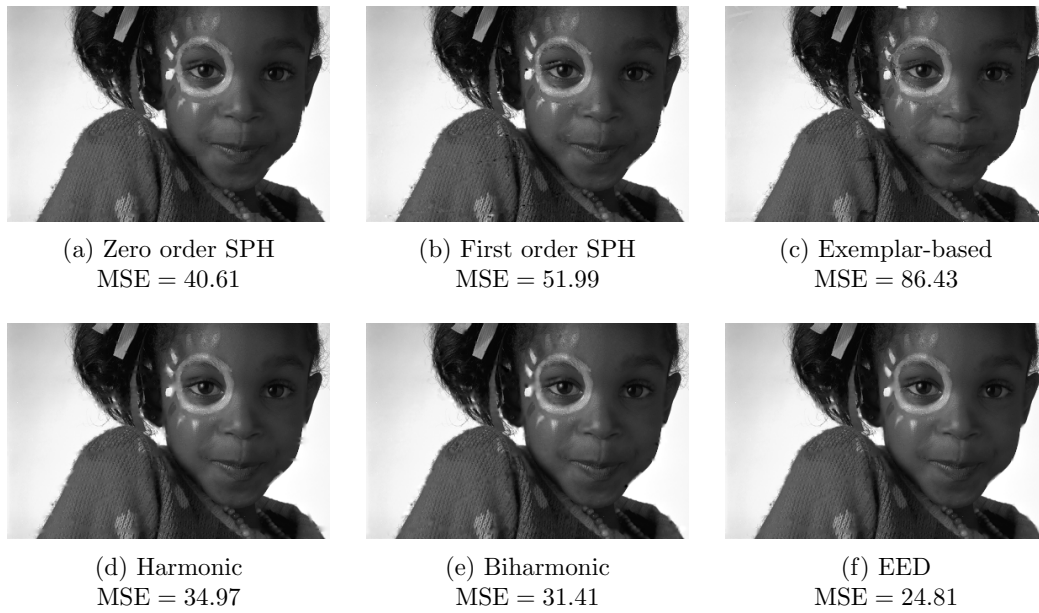 (a) Zero order SPH
MSE = 40.61
(b) First order SPH
MSE = 51.99
(c) Exemplar-based
MSE = 86.43
(d) Harmonic
MSE = 34.97
(e) Biharmonic
MSE = 31.41
(f) EED
MSE = 24.81